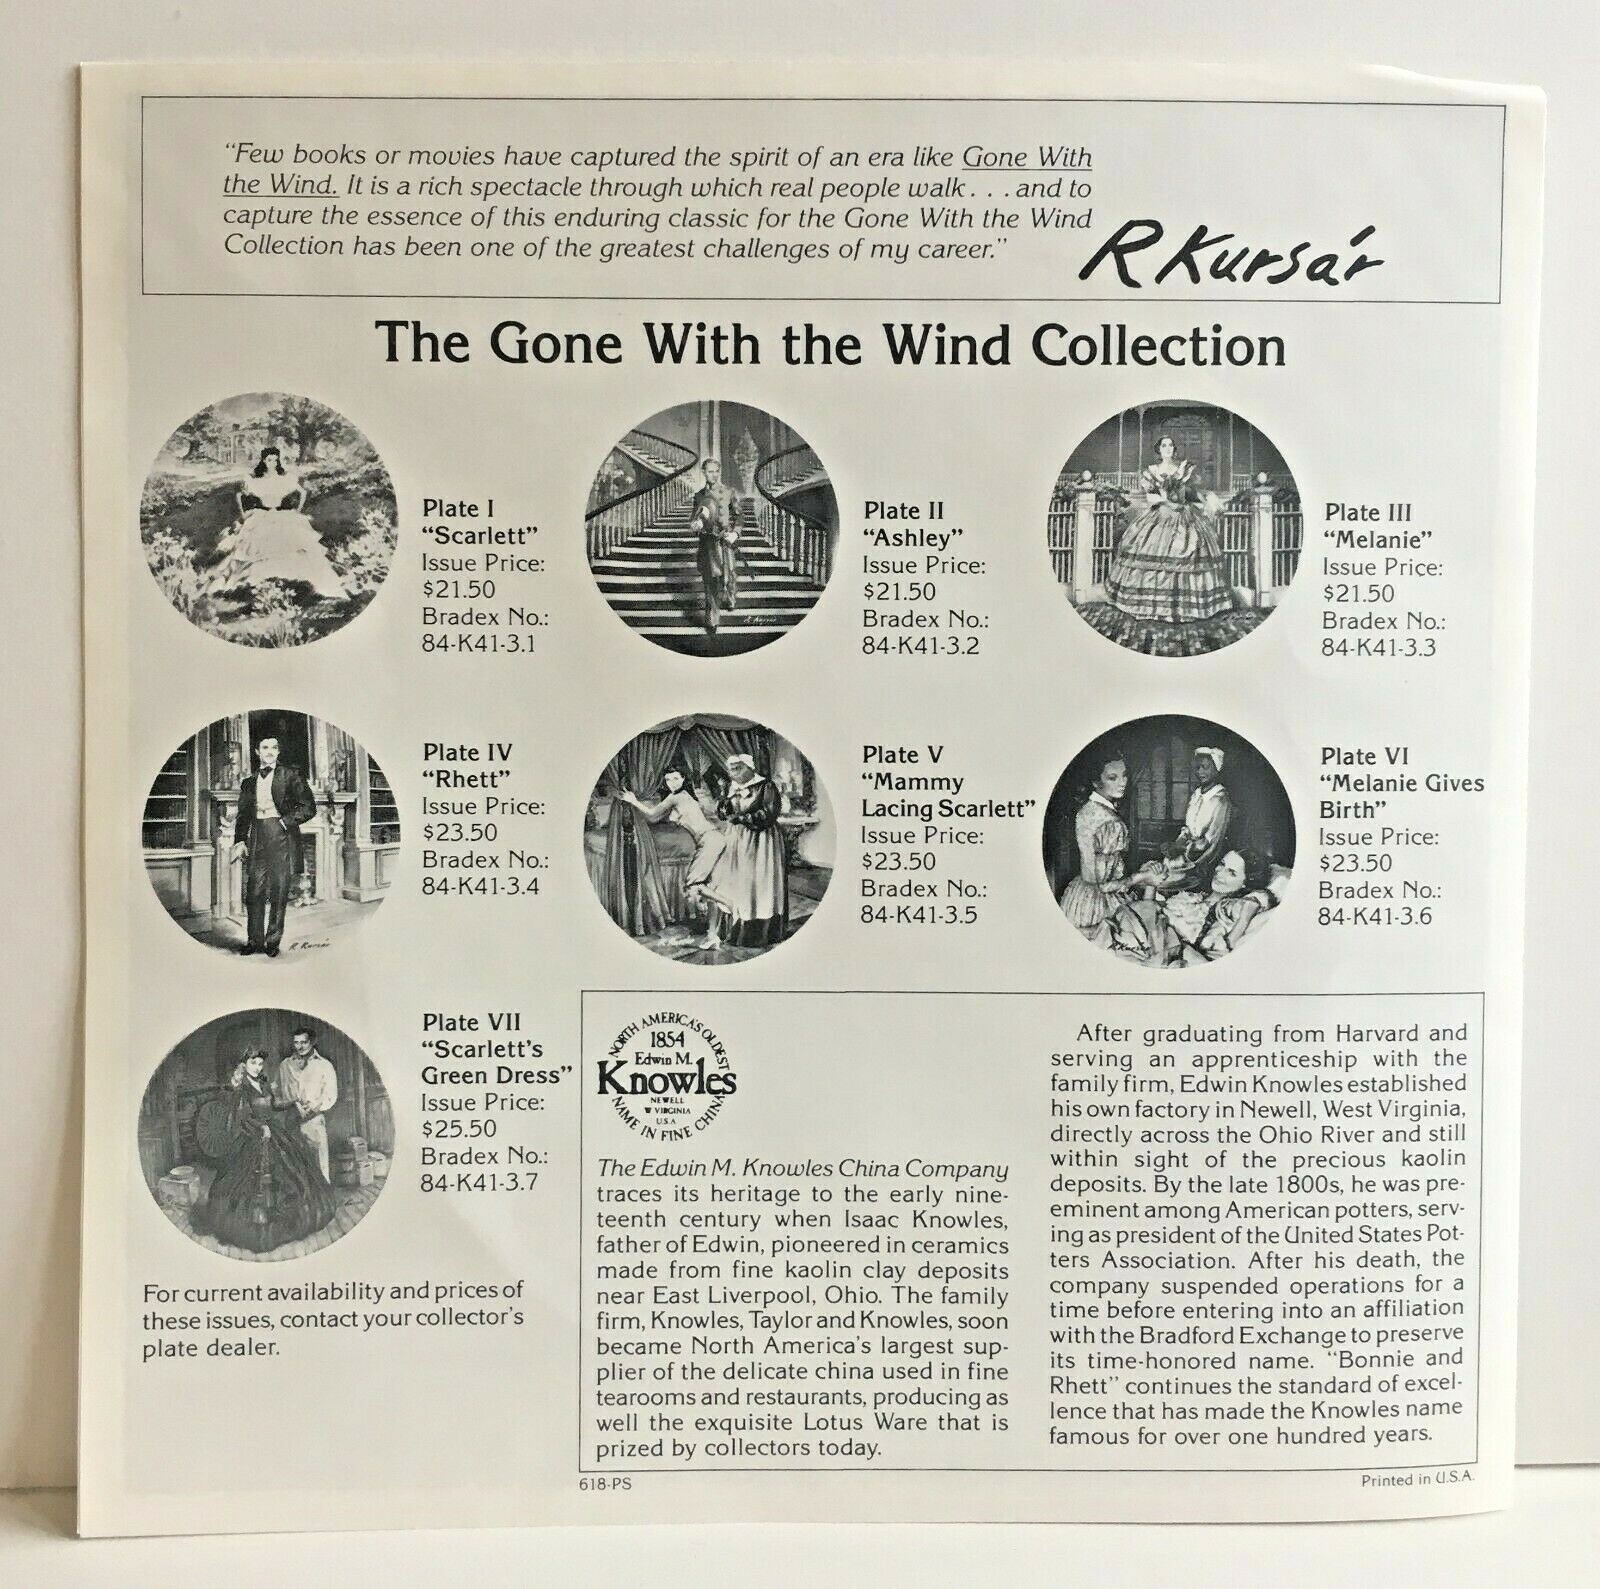 “Few books or movies have captured the spirit of an era like Gone With
the Wind. It is a rich spectacle through which real people walk . . . and to
capture the essence of this enduring classic for the Gone With the Wind
Collection has been one of the greatest challenges of my career.”
R Kursár
The Gone With the Wind Collection
Plate I
“Scarlett”
Issue Price:
$21.50
Bradex No.:
84-K41-3.1
Plate II
“Ashley”
Issue Price:
$21.50
Bradex No.:
84-K41-3.2
Plate III
“Melanie”
Issue Price:
$21.50
Bradex No.:
84-K41-3.3
Plate IV
“Rhett”
Issue Price:
$23.50
Bradex No.:
84-K41-3.4
R Kursár
Plate V
“Mammy
Lacing Scarlett”
Issue Price:
$23.50
Bradex No.:
84-K41-3.5
Plate VI
“Melanie Gives
Birth”
Issue Price:
$23.50
Bradex No.:
84-K41-3.6
R Kursár
Plate VII
“Scarlett's
Green Dress”
Issue Price:
$25.50
Bradex No.:
84-K41-3.7
For current availability and prices of
these issues, contact your collector's
plate dealer.
NORTH AMERICA'S OLDEST
1854
Edwin M.
Knowles
NEWELL
W VIRGINIA
U.S.A
NAME IN FINE CHINA
The Edwin M. Knowles China Company
traces its heritage to the early nine-
teenth century when Isaac Knowles,
father of Edwin, pioneered in ceramics
made from fine kaolin clay deposits
near East Liverpool, Ohio. The family
firm, Knowles, Taylor and Knowles, soon
became North America's largest sup-
plier of the delicate china used in fine
tearooms and restaurants, producing as
well the exquisite Lotus Ware that is
prized by collectors today.
After graduating from Harvard and
serving an apprenticeship with the
family firm, Edwin Knowles established
his own factory in Newell, West Virginia,
directly across the Ohio River and still
within sight of the precious kaolin
deposits. By the late 1800s, he was pre-
eminent among American potters, serv-
ing as president of the United States Pot-
ters Association. After his death, the
company suspended operations for a
time before entering into an affiliation
with the Bradford Exchange to preserve
its time-honored name. “Bonnie and
Rhett” continues the standard of excel-
lence that has made the Knowles name
famous for over one hundred years.
618-PS
Printed in U.S.A.